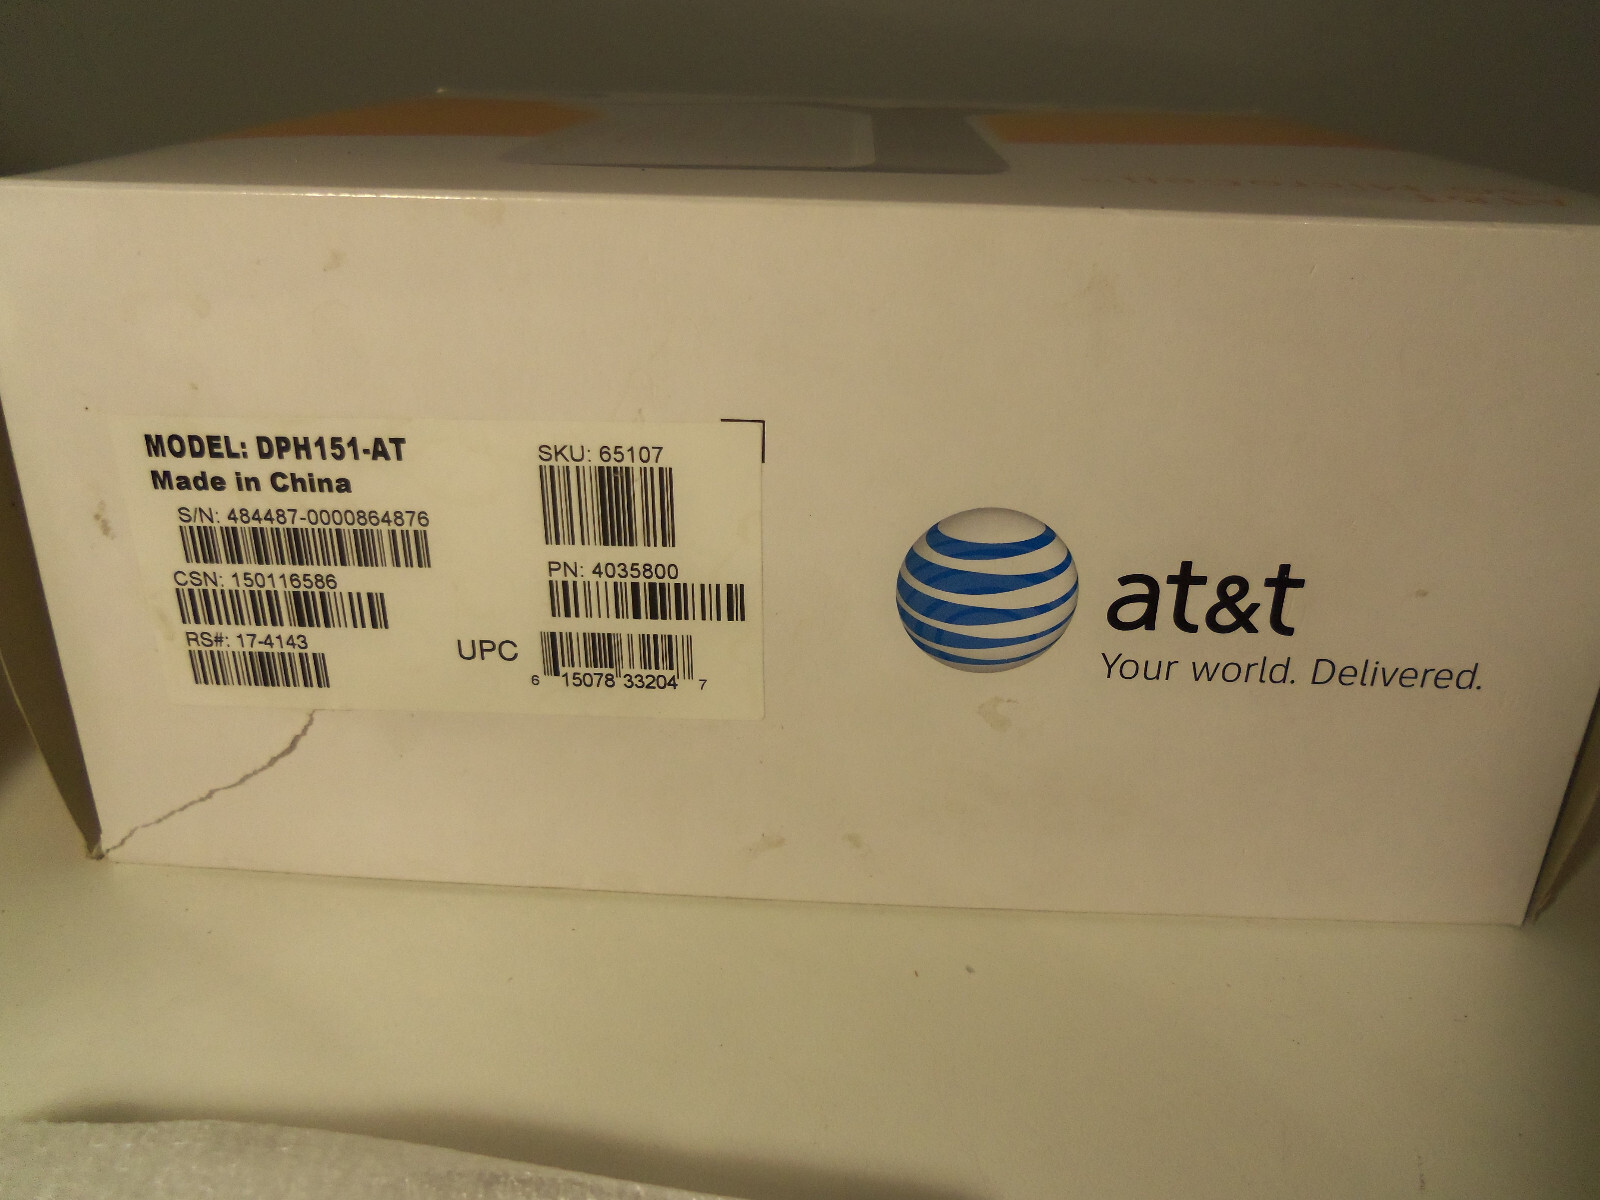 MODEL: DPH151-AT
Made in China
S/N: 484487-0000864876
CSN: 150116586
RS#: 17-4143
SKU: 65107
PN: 4035800
UPC
6 15078 33204 7
at&t
Your world. Delivered.